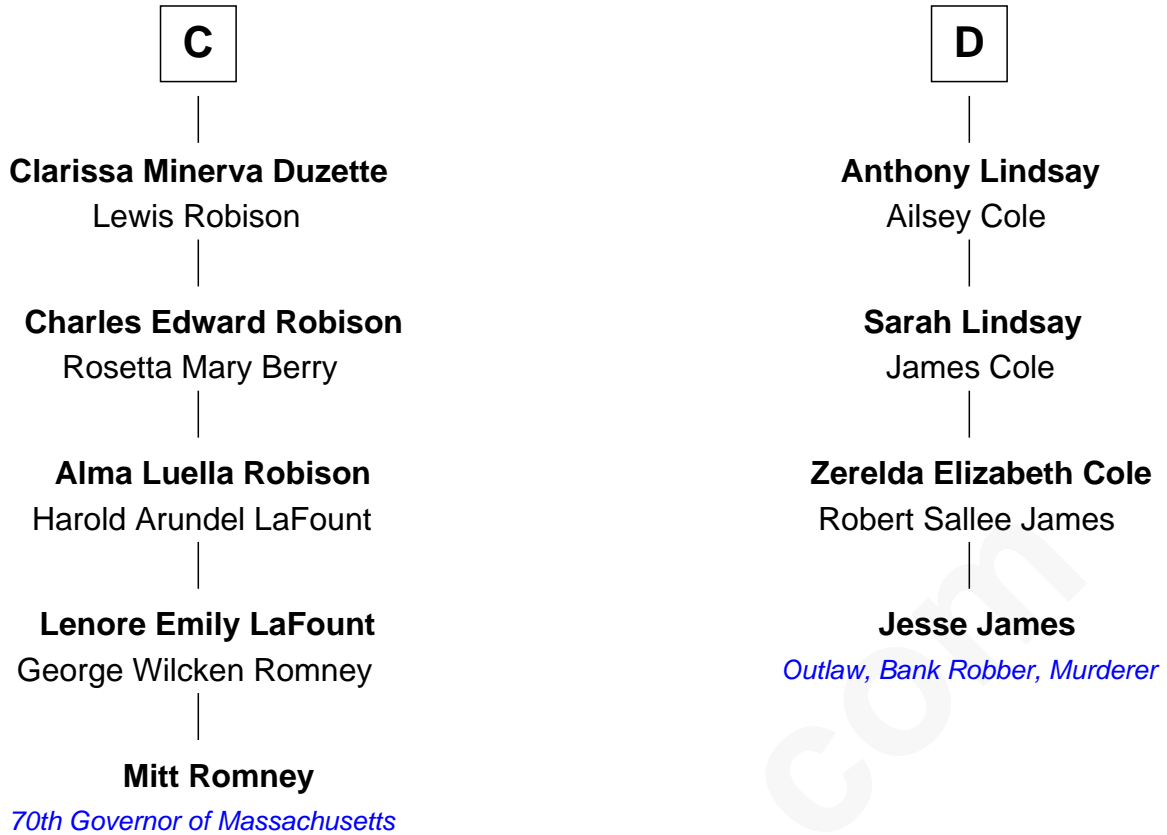 C
Clarissa Minerva Duzette
Lewis Robison
Charles Edward Robison
Rosetta Mary Berry
Alma Luella Robison
Harold Arundel LaFount
Lenore Emily LaFount
George Wilcken Romney
Mitt Romney
70th Governor of Massachusetts
D
Anthony Lindsay
Ailsey Cole
Sarah Lindsay
James Cole
Zerelda Elizabeth Cole
Robert Sallee James
Jesse James
Outlaw, Bank Robber, Murderer
com